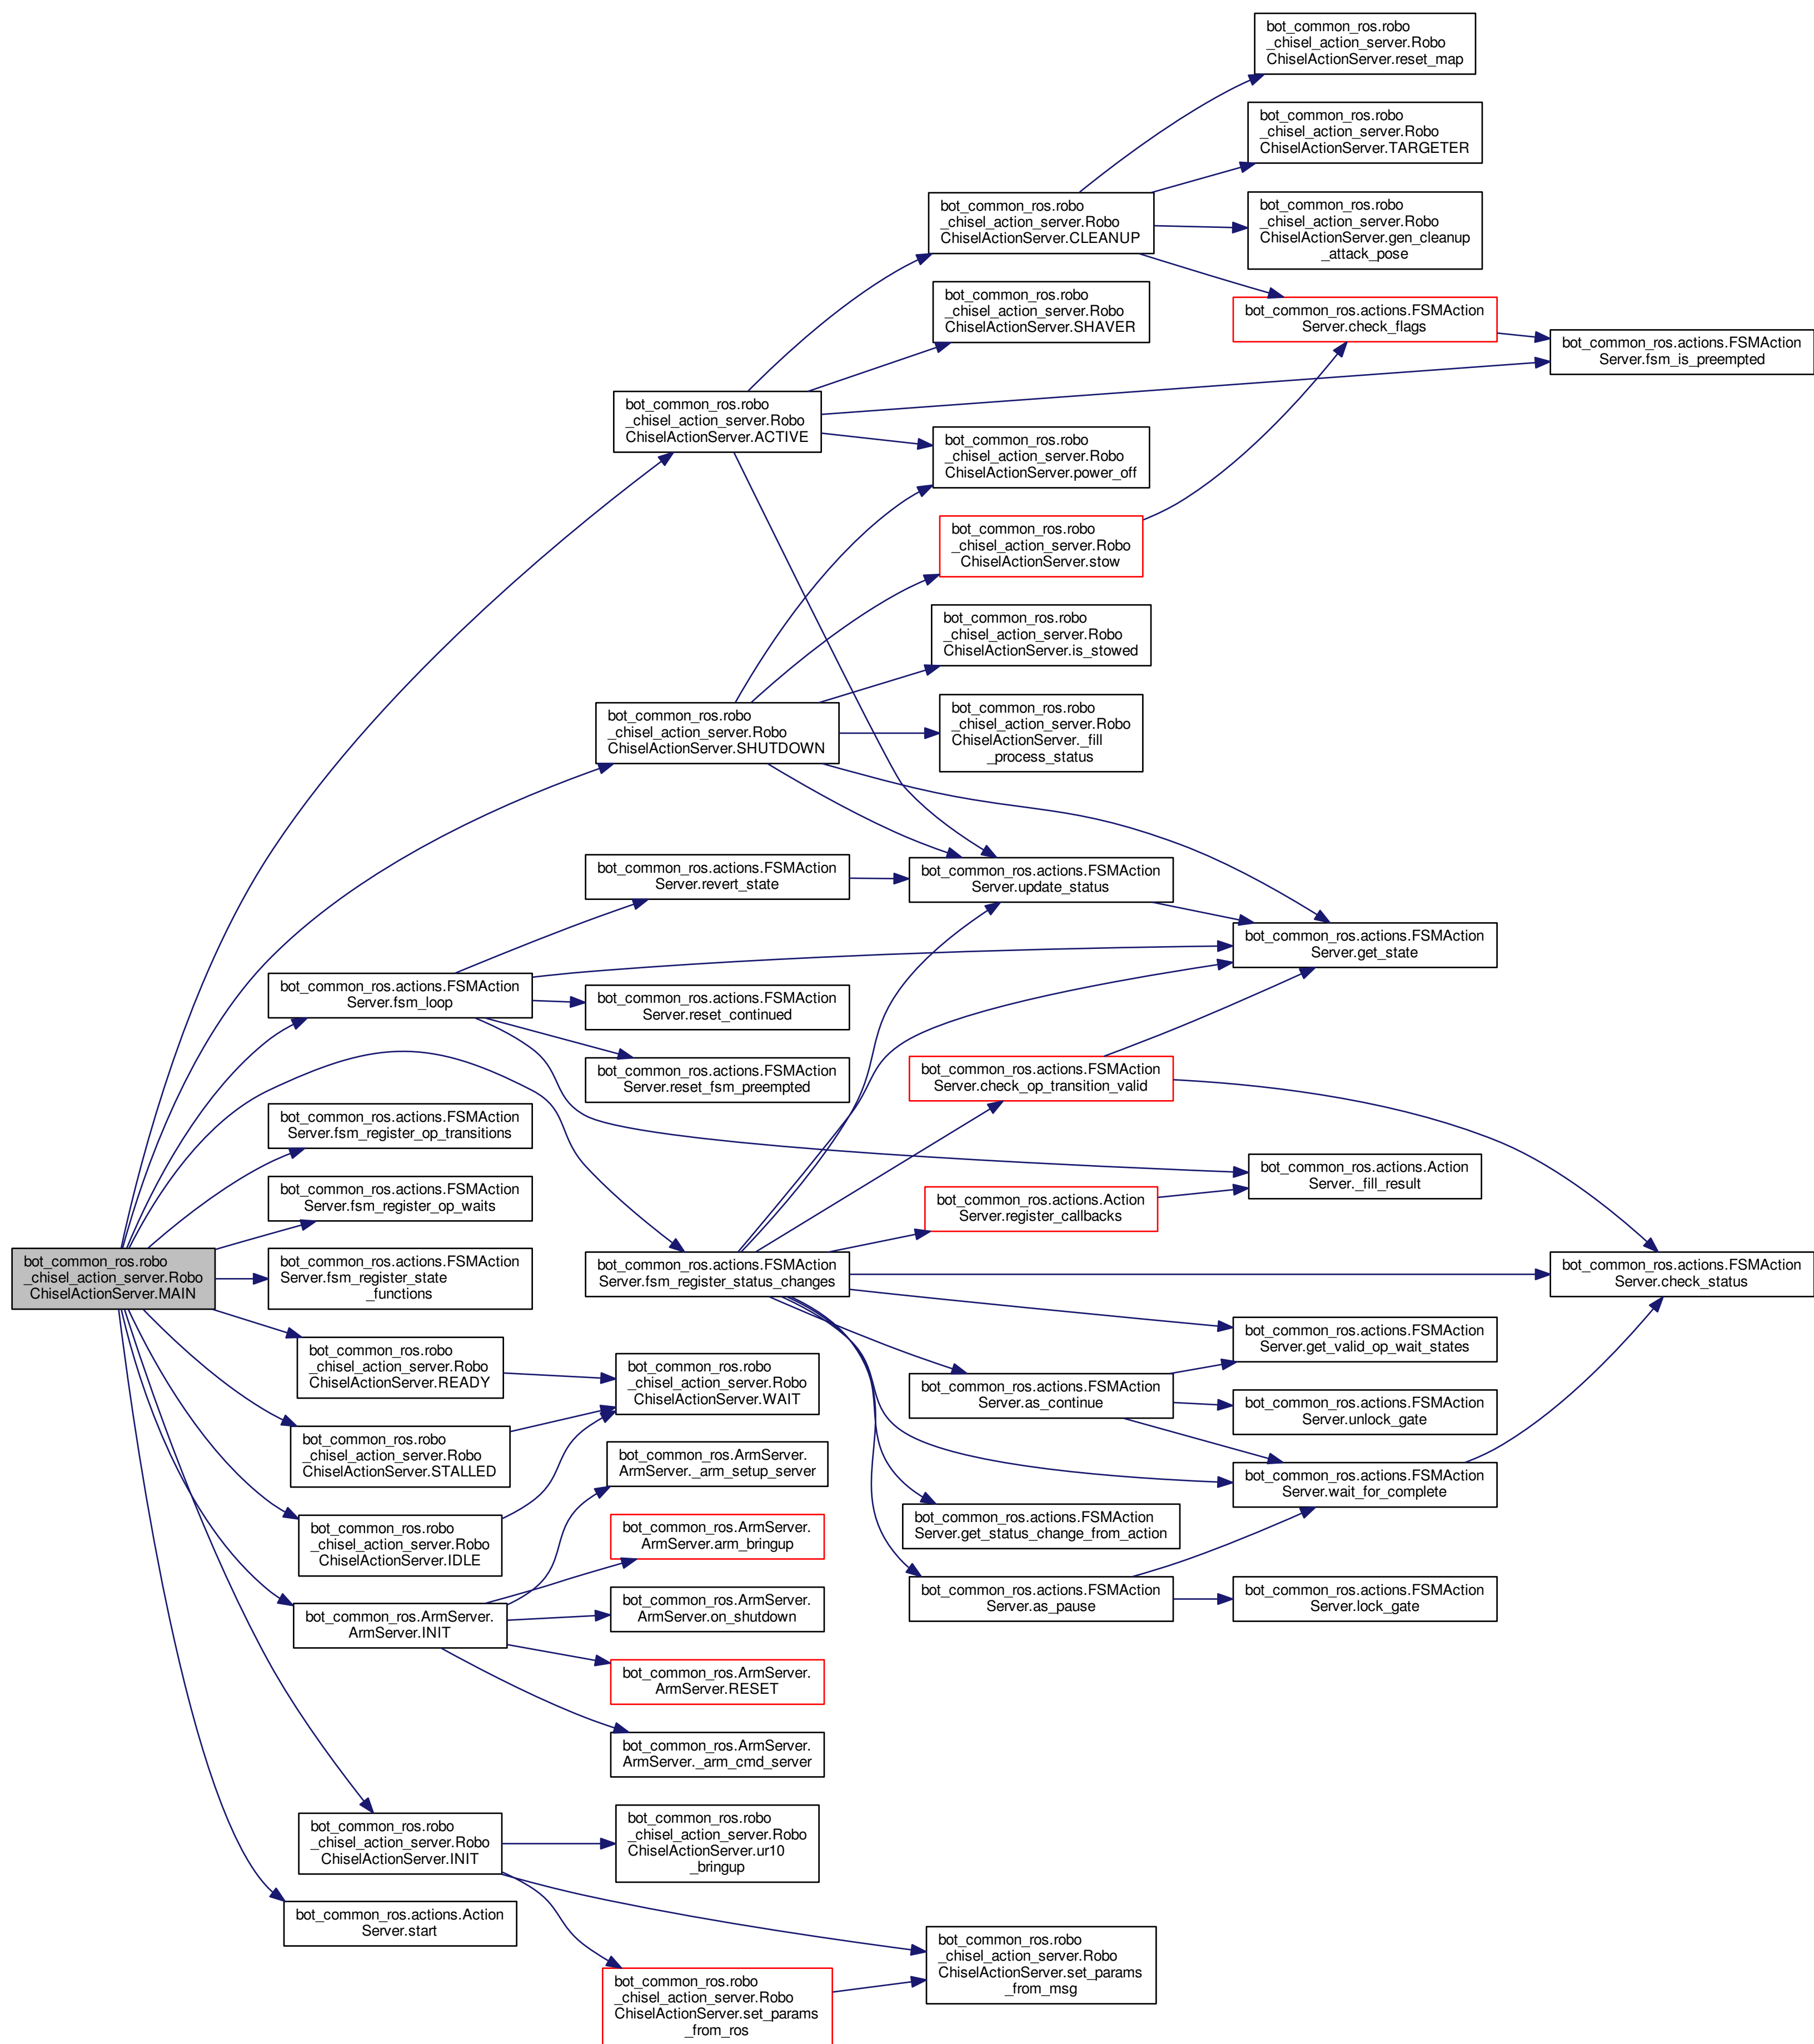 bot_common_ros.robo
_chisel_action_server.Robo
ChiselActionServer.reset_map
bot_common_ros.robo
_chisel_action_server.Robo
ChiselActionServer.TARGETER
bot_common_ros.robo
_chisel_action_server.Robo
ChiselActionServer.CLEANUP
bot_common_ros.robo
_chisel_action_server.Robo
ChiselActionServer.gen_cleanup
_attack_pose
bot_common_ros.robo
_chisel_action_server.Robo
ChiselActionServer.SHAVER
bot_common_ros.actions.FSMAction
Server.check_flags
bot_common_ros.actions.FSMAction
Server.fsm_is_preempted
bot_common_ros.robo
_chisel_action_server.Robo
ChiselActionServer.ACTIVE
bot_common_ros.robo
_chisel_action_server.Robo
ChiselActionServer.power_off
bot_common_ros.robo
_chisel_action_server.Robo
ChiselActionServer.stow
bot_common_ros.robo
_chisel_action_server.Robo
ChiselActionServer.is_stowed
bot_common_ros.robo
_chisel_action_server.Robo
ChiselActionServer.SHUTDOWN
bot_common_ros.robo
_chisel_action_server.Robo
ChiselActionServer._fill
_process_status
bot_common_ros.actions.FSMAction
Server.revert_state
bot_common_ros.actions.FSMAction
Server.update_status
bot_common_ros.actions.FSMAction
Server.get_state
bot_common_ros.actions.FSMAction
Server.fsm_loop
bot_common_ros.actions.FSMAction
Server.reset_continued
bot_common_ros.actions.FSMAction
Server.reset_fsm_preempted
bot_common_ros.actions.FSMAction
Server.check_op_transition_valid
bot_common_ros.actions.FSMAction
Server.fsm_register_op_transitions
bot_common_ros.actions.Action
Server._fill_result
bot_common_ros.actions.FSMAction
Server.fsm_register_op_waits
bot_common_ros.actions.Action
Server.register_callbacks
bot_common_ros.robo
_chisel_action_server.Robo
ChiselActionServer.MAIN
bot_common_ros.actions.FSMAction
Server.fsm_register_state
_functions
bot_common_ros.actions.FSMAction
Server.fsm_register_status_changes
bot_common_ros.actions.FSMAction
Server.check_status
bot_common_ros.actions.FSMAction
Server.get_valid_op_wait_states
bot_common_ros.robo
_chisel_action_server.Robo
ChiselActionServer.READY
bot_common_ros.robo
_chisel_action_server.Robo
ChiselActionServer.WAIT
bot_common_ros.actions.FSMAction
Server.as_continue
bot_common_ros.actions.FSMAction
Server.unlock_gate
bot_common_ros.robo
_chisel_action_server.Robo
ChiselActionServer.STALLED
bot_common_ros.ArmServer.
ArmServer._arm_setup_server
bot_common_ros.actions.FSMAction
Server.wait_for_complete
bot_common_ros.robo
_chisel_action_server.Robo
ChiselActionServer.IDLE
bot_common_ros.ArmServer.
ArmServer.arm_bringup
bot_common_ros.actions.FSMAction
Server.get_status_change_from_action
bot_common_ros.actions.FSMAction
Server.as_pause
bot_common_ros.actions.FSMAction
Server.lock_gate
bot_common_ros.ArmServer.
ArmServer.INIT
bot_common_ros.ArmServer.
ArmServer.on_shutdown
bot_common_ros.ArmServer.
ArmServer.RESET
bot_common_ros.ArmServer.
ArmServer._arm_cmd_server
bot_common_ros.robo
_chisel_action_server.Robo
ChiselActionServer.INIT
bot_common_ros.robo
_chisel_action_server.Robo
ChiselActionServer.ur10
_bringup
bot_common_ros.actions.Action
Server.start
bot_common_ros.robo
_chisel_action_server.Robo
ChiselActionServer.set_params
_from_msg
bot_common_ros.robo
_chisel_action_server.Robo
ChiselActionServer.set_params
_from_ros